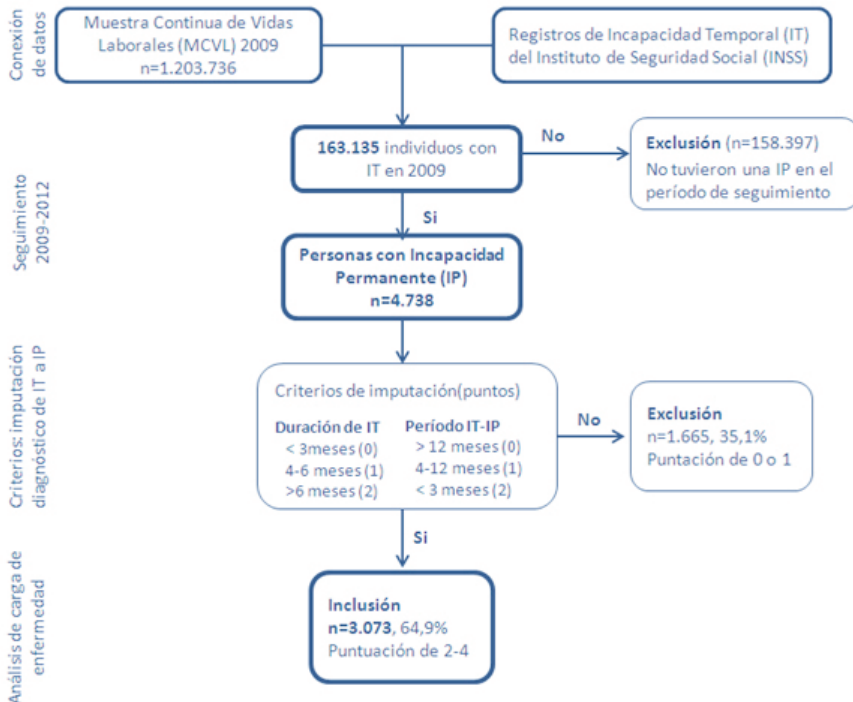 Conexión
de datos
Muestra Continua de Vidas
Laborales (MCVL) 2009
n=1.203.736
Registros de Incapacidad Temporal (IT)
del Instituto de Seguridad Social (INSS)
Seguimiento
2009-2012
163.135 individuos con
IT en 2009
No
Exclusión (n=158.397)
No tuvieron una IP en el
período de seguimiento
Si
Personas con Incapacidad
Permanente (IP)
n=4.738
Criterios: imputación
diagnóstico de IT a IP
Criterios de imputación(puntos)
Duración de IT
< 3meses (0)
4-6 meses (1)
>6 meses (2)
Período IT-IP
> 12 meses (0)
4-12 meses (1)
< 3 meses (2)
No
Exclusión
n=1.665, 35,1%
Puntación de 0 o 1
Si
Análisis de carga de
enfermedad
Inclusión
n=3.073, 64,9%
Puntuación de 2-4